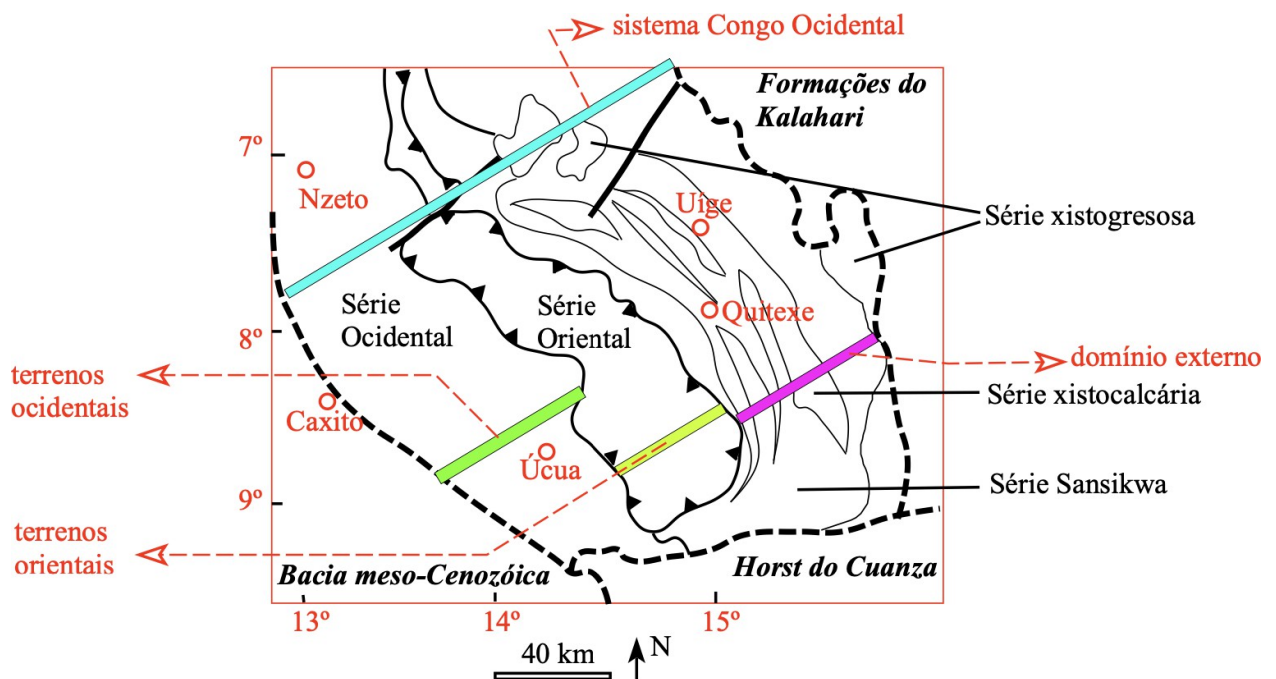 sistema Congo Ocidental
Formações do
Kalahari
7º
Nzeto
Uíge
Série xistogresosa
Série
Ocidental
Série
Oriental
Quitexe
8º
terrenos
ocidentais
domínio externo
Série xistocalcária
Caxito
Úcua
9º
Série Sansikwa
terrenos
orientais
Bacia meso-Cenozóica
Horst do Cuanza
13º
14º
15º
40 km
N